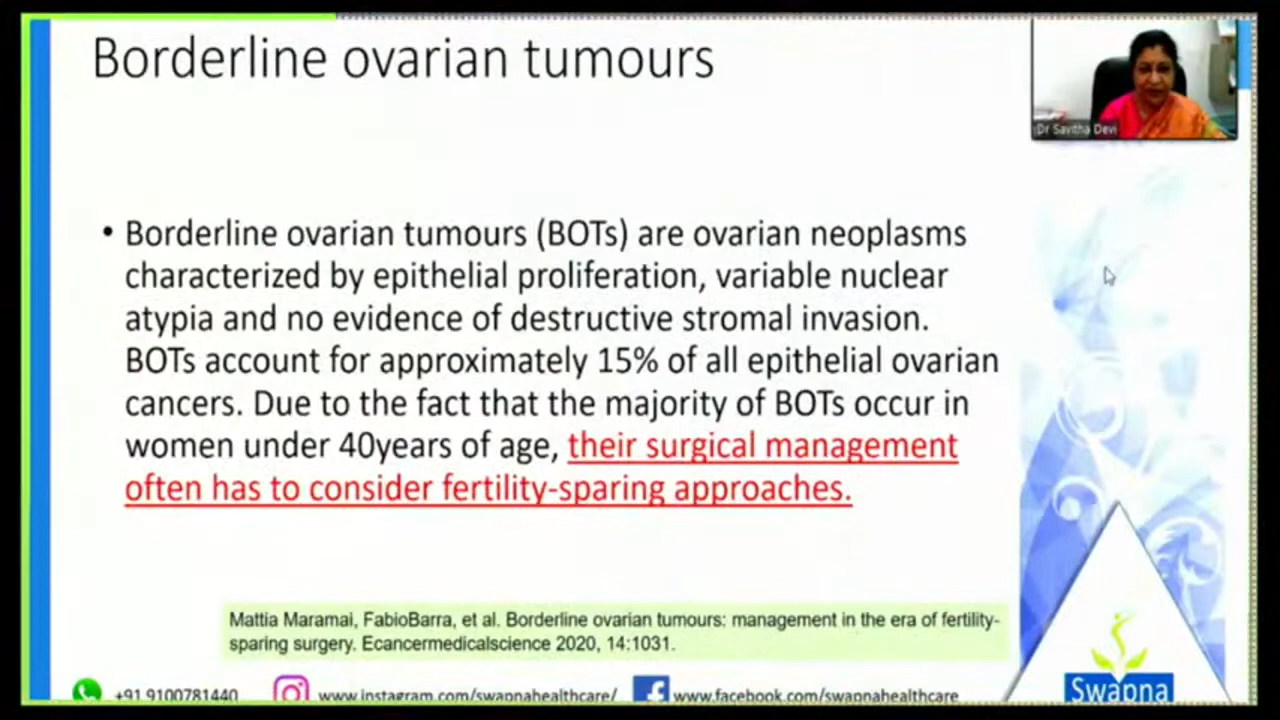 Borderline ovarian tumours
Dr Savitha Devi
• Borderline ovarian tumours (BOTs) are ovarian neoplasms
characterized by epithelial proliferation, variable nuclear
atypia and no evidence of destructive stromal invasion.
BOTs account for approximately 15% of all epithelial ovarian
cancers. Due to the fact that the majority of BOTs occur in
women under 40years of age, their surgical management
often has to consider fertility-sparing approaches.
Mattia Maramai, FabioBarra, et al. Borderline ovarian tumours: management in the era of fertility-
sparing surgery. Ecancermedicalscience 2020, 14:1031.
+91 9100781440 www.instagram.com/swapnahealthcare/ www.facebook.com/swapnahealthcare
Swapna